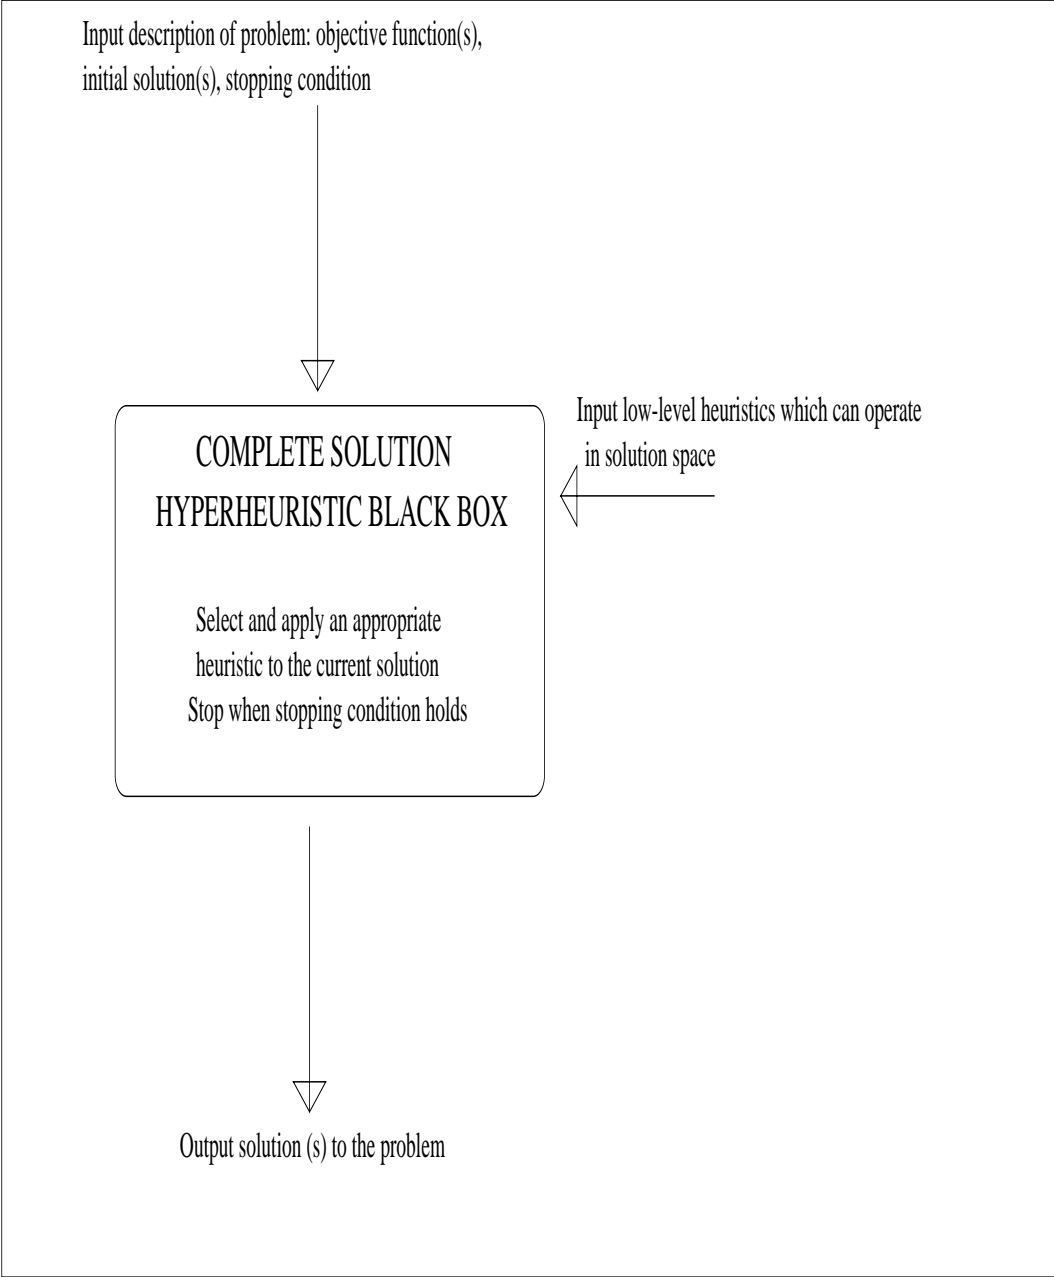 Input description of problem: objective function(s),
initial solution(s), stopping condition
Input low-level heuristics which can operate
in solution space
COMPLETE SOLUTION
HYPERHEURISTIC BLACK BOX
Select and apply an appropriate
heuristic to the current solution
Stop when stopping condition holds
Output solution (s) to the problem